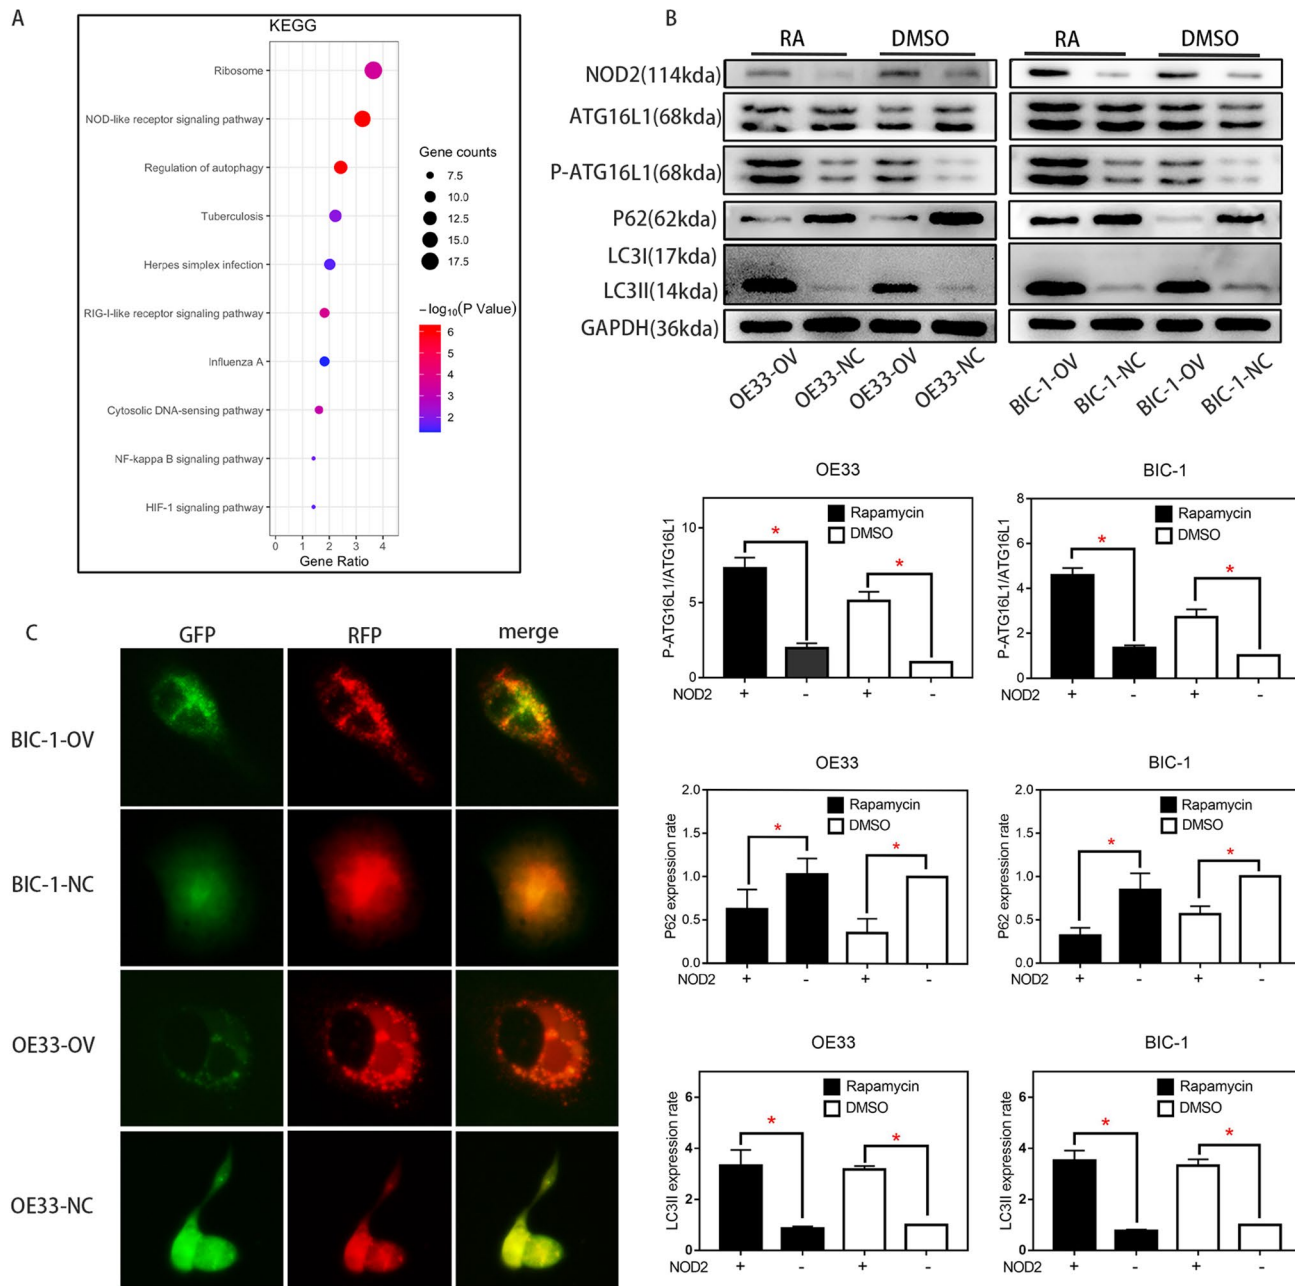 A
KEGG
Ribosome
NOD-like receptor signaling pathway
Regulation of autophagy
Tuberculosis
Herpes simplex infection
RIG-I-like receptor signaling pathway
Influenza A
Cytosolic DNA-sensing pathway
NF-kappa B signaling pathway
HIF-1 signaling pathway
0 1 2 3 4
Gene Ratio
Gene counts
7.5
10.0
12.5
15.0
17.5
−log10(P Value)
6
5
4
3
2
B
RA DMSO RA DMSO
NOD2(114kda)
ATG16L1(68kda)
P-ATG16L1(68kda)
P62(62kda)
LC3I(17kda)
LC3II(14kda)
GAPDH(36kda)
OE33-OV OE33-NC OE33-OV OE33-NC BIC-1-OV BIC-1-NC BIC-1-OV BIC-1-NC
OE33
P-ATG16L1/ATG16L1
10
5
0
Rapamycin
DMSO
* *
NOD2 + - + -
BIC-1
P-ATG16L1/ATG16L1
8
6
4
2
0
Rapamycin
DMSO
* *
NOD2 + - + -
OE33
P62 expression rate
2.0
1.5
1.0
0.5
0.0
Rapamycin
DMSO
* *
NOD2 + - + -
BIC-1
P62 expression rate
2.0
1.5
1.0
0.5
0.0
Rapamycin
DMSO
* *
NOD2 + - + -
OE33
LC3II expression rate
6
4
2
0
Rapamycin
DMSO
* *
NOD2 + - + -
BIC-1
LC3II expression rate
6
4
2
0
Rapamycin
DMSO
* *
NOD2 + - + -
C
GFP RFP merge
BIC-1-OV
BIC-1-NC
OE33-OV
OE33-NC